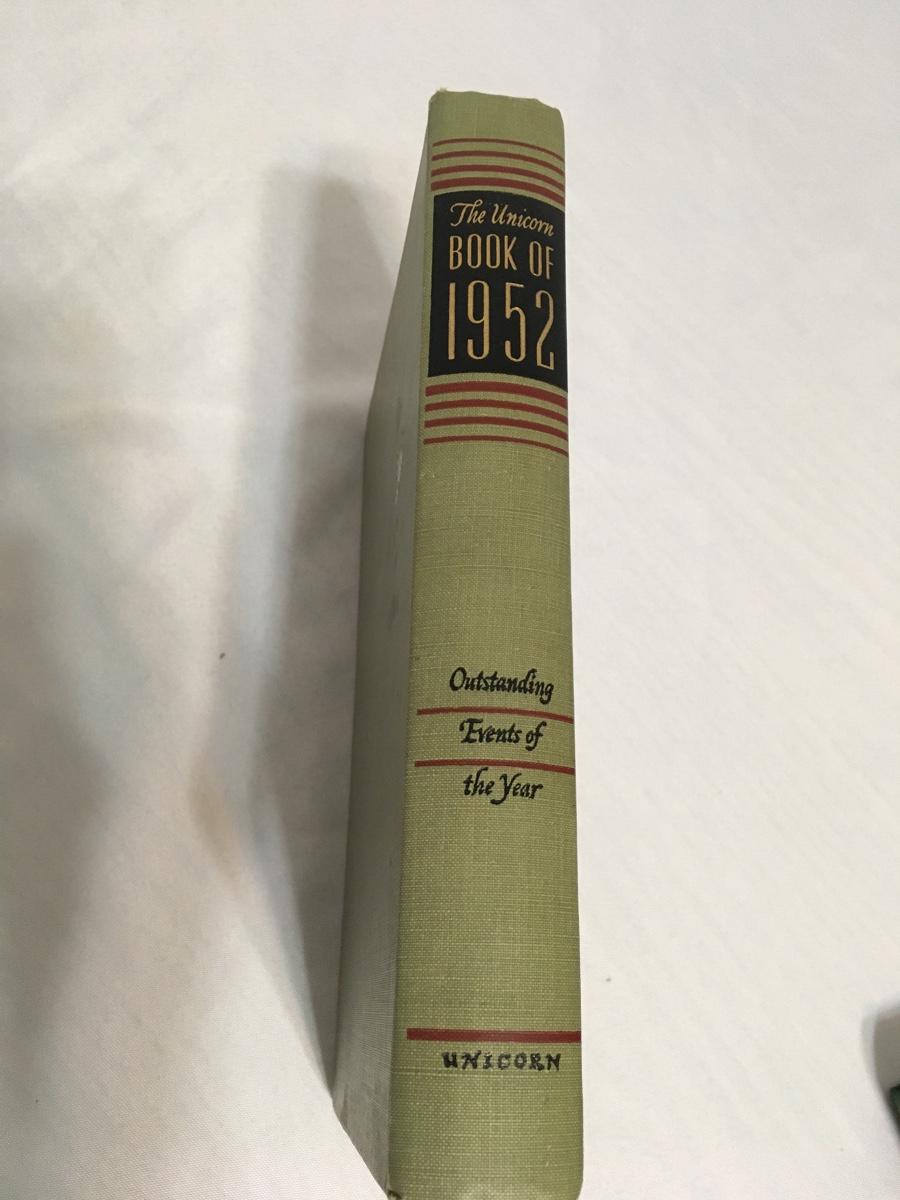 The Unicorn
BOOK OF
1952
Outstanding
Events of
the Year
UNICORN